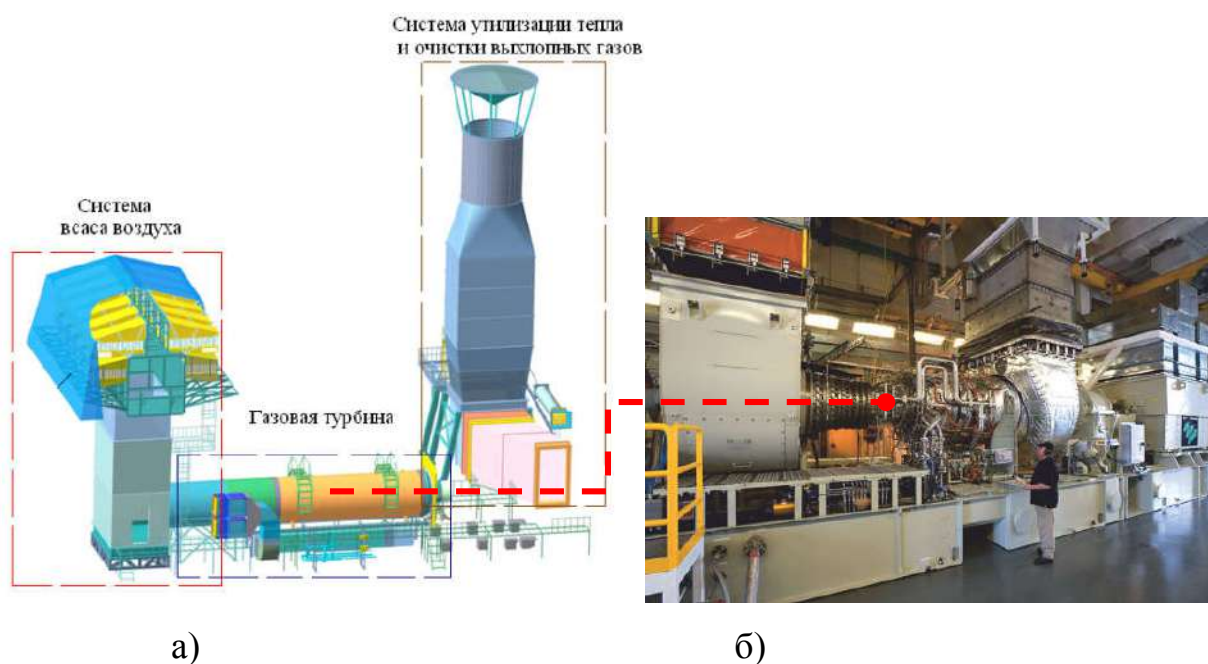 Система утилизации тепла
и очистки выхлопных газов
Система
всаса воздуха
Газовая турбина
а)
б)